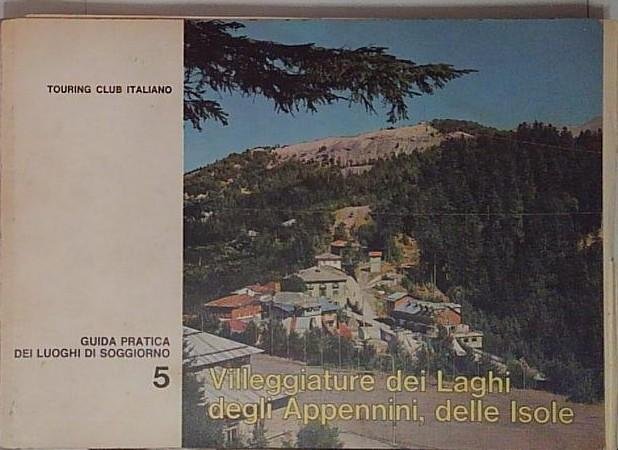 TOURING CLUB ITALIANO
GUIDA PRATICA
DEI LUOGHI DI SOGGIORNO
5
Villeggiature dei Laghi
degli Appennini, delle Isole